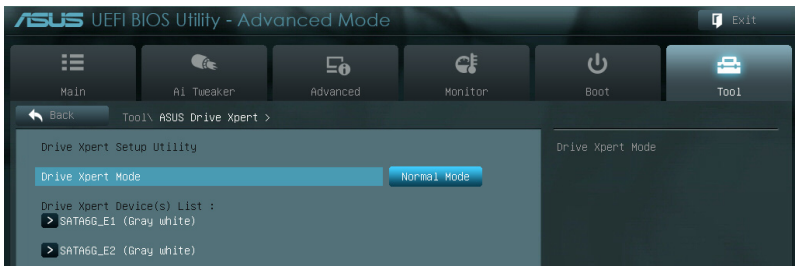 ASUS UEFI BIOS Utility - Advanced Mode
Exit
Main
Ai Tweaker
Advanced
Monitor
Boot
Tool
Back
Tool\ ASUS Drive Xpert >
Drive Xpert Setup Utility
Drive Xpert Mode
Drive Xpert Mode
Normal Mode
Drive Xpert Device(s) List :
> SATA6G_E1 (Gray white)
> SATA6G_E2 (Gray white)